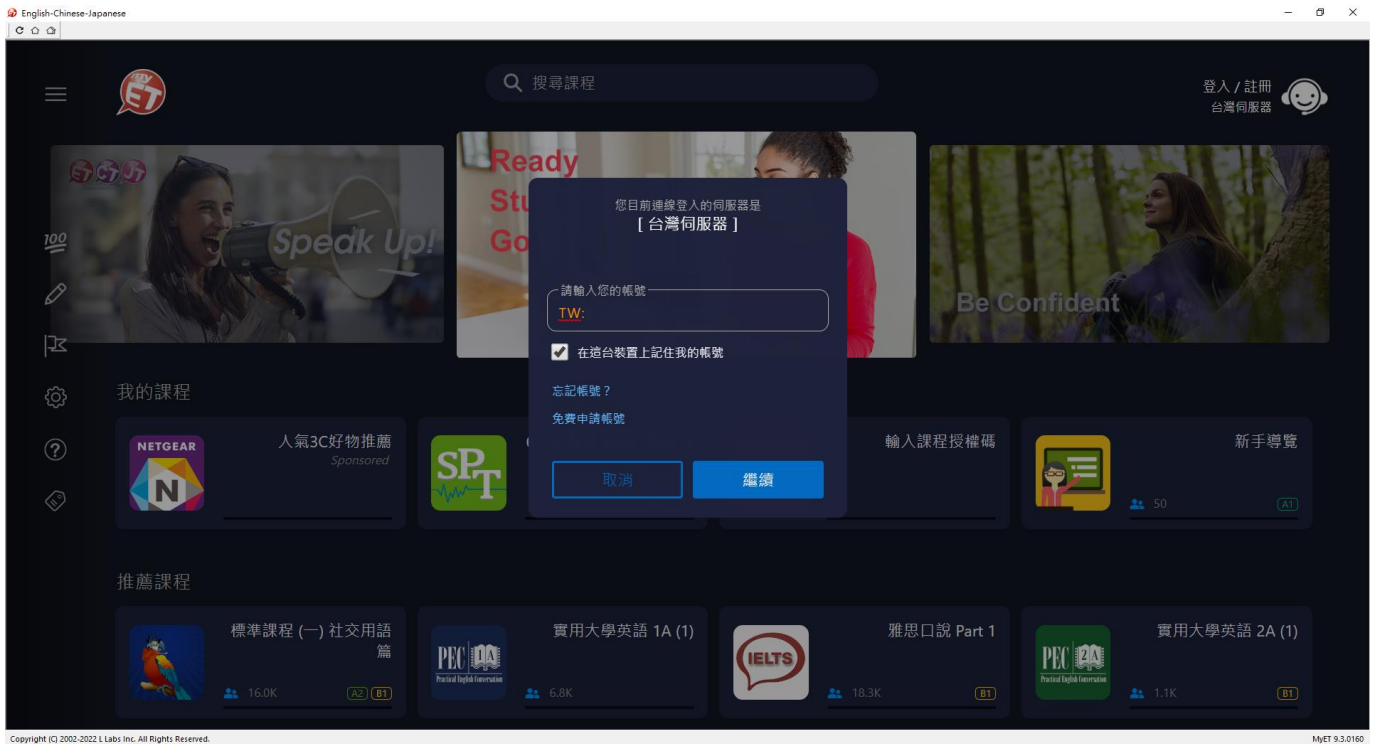 English-Chinese-Japanese
my
ET
搜尋課程
登入 / 註冊
台灣伺服器
ET CT JT
Speak Up!
Ready
Stu
Go
Be Confident
100
您目前連線登入的伺服器是
[ 台灣伺服器 ]
請輸入您的帳號
TW:
在這台裝置上記住我的帳號
忘記帳號？
免費申請帳號
取消
繼續
我的課程
NETGEAR
N
人氣3C好物推薦
Sponsored
SPT
輸入課程授權碼
新手導覽
50
A1
推薦課程
標準課程 (一) 社交用語
篇
16.0K
A2 B1
PEC 1A
Practical English Conversation
實用大學英語 1A (1)
6.8K
IELTS
雅思口說 Part 1
18.3K
B1
PEC 2A
Practical English Conversation
實用大學英語 2A (1)
1.1K
B1
Copyright (C) 2002-2022 L Labs Inc. All Rights Reserved.
MyET 9.3.0160